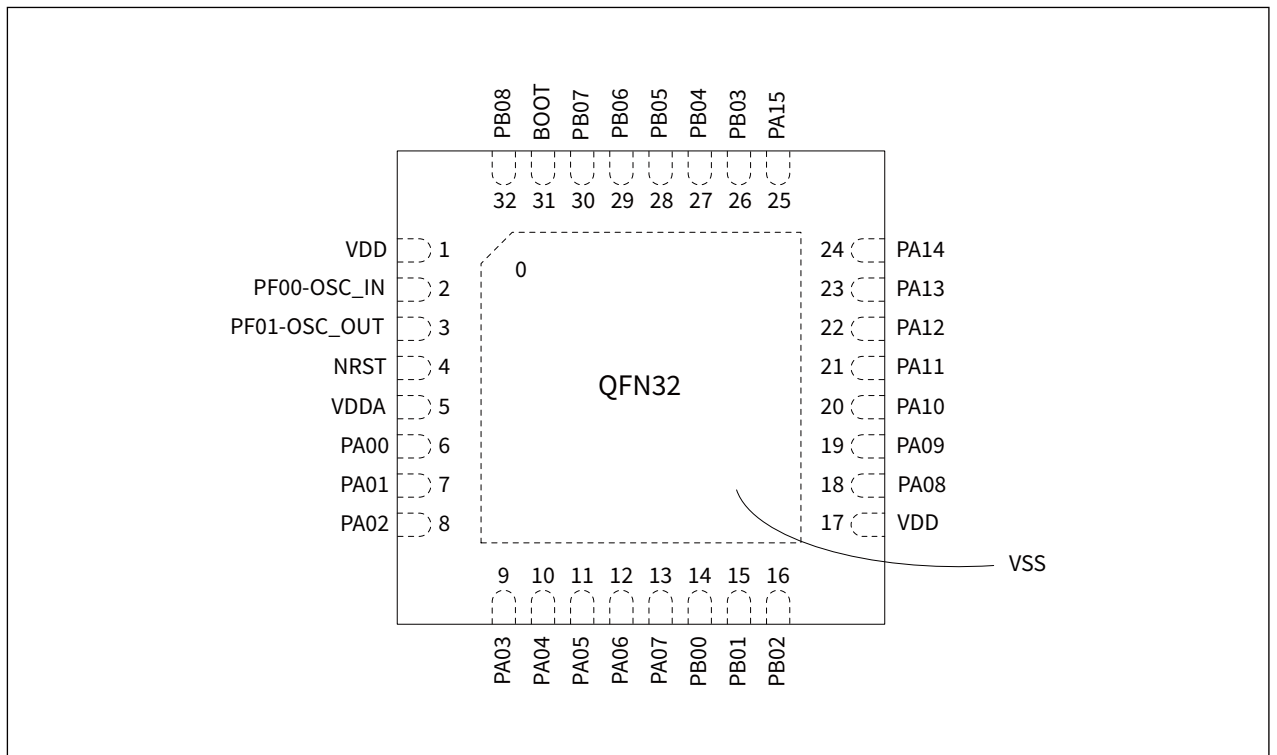 PB08 BOOT PB07 PB06 PB05 PB04 PB03 PA15
32 31 30 29 28 27 26 25
VDD 1 24 PA14
0
PF00-OSC_IN 2 23 PA13
PF01-OSC_OUT 3 22 PA12
NRST 4 21 PA11
QFN32
VDDA 5 20 PA10
PA00 6 19 PA09
PA01 7 18 PA08
PA02 8 17 VDD
VSS
9 10 11 12 13 14 15 16
PA03 PA04 PA05 PA06 PA07 PB00 PB01 PB02